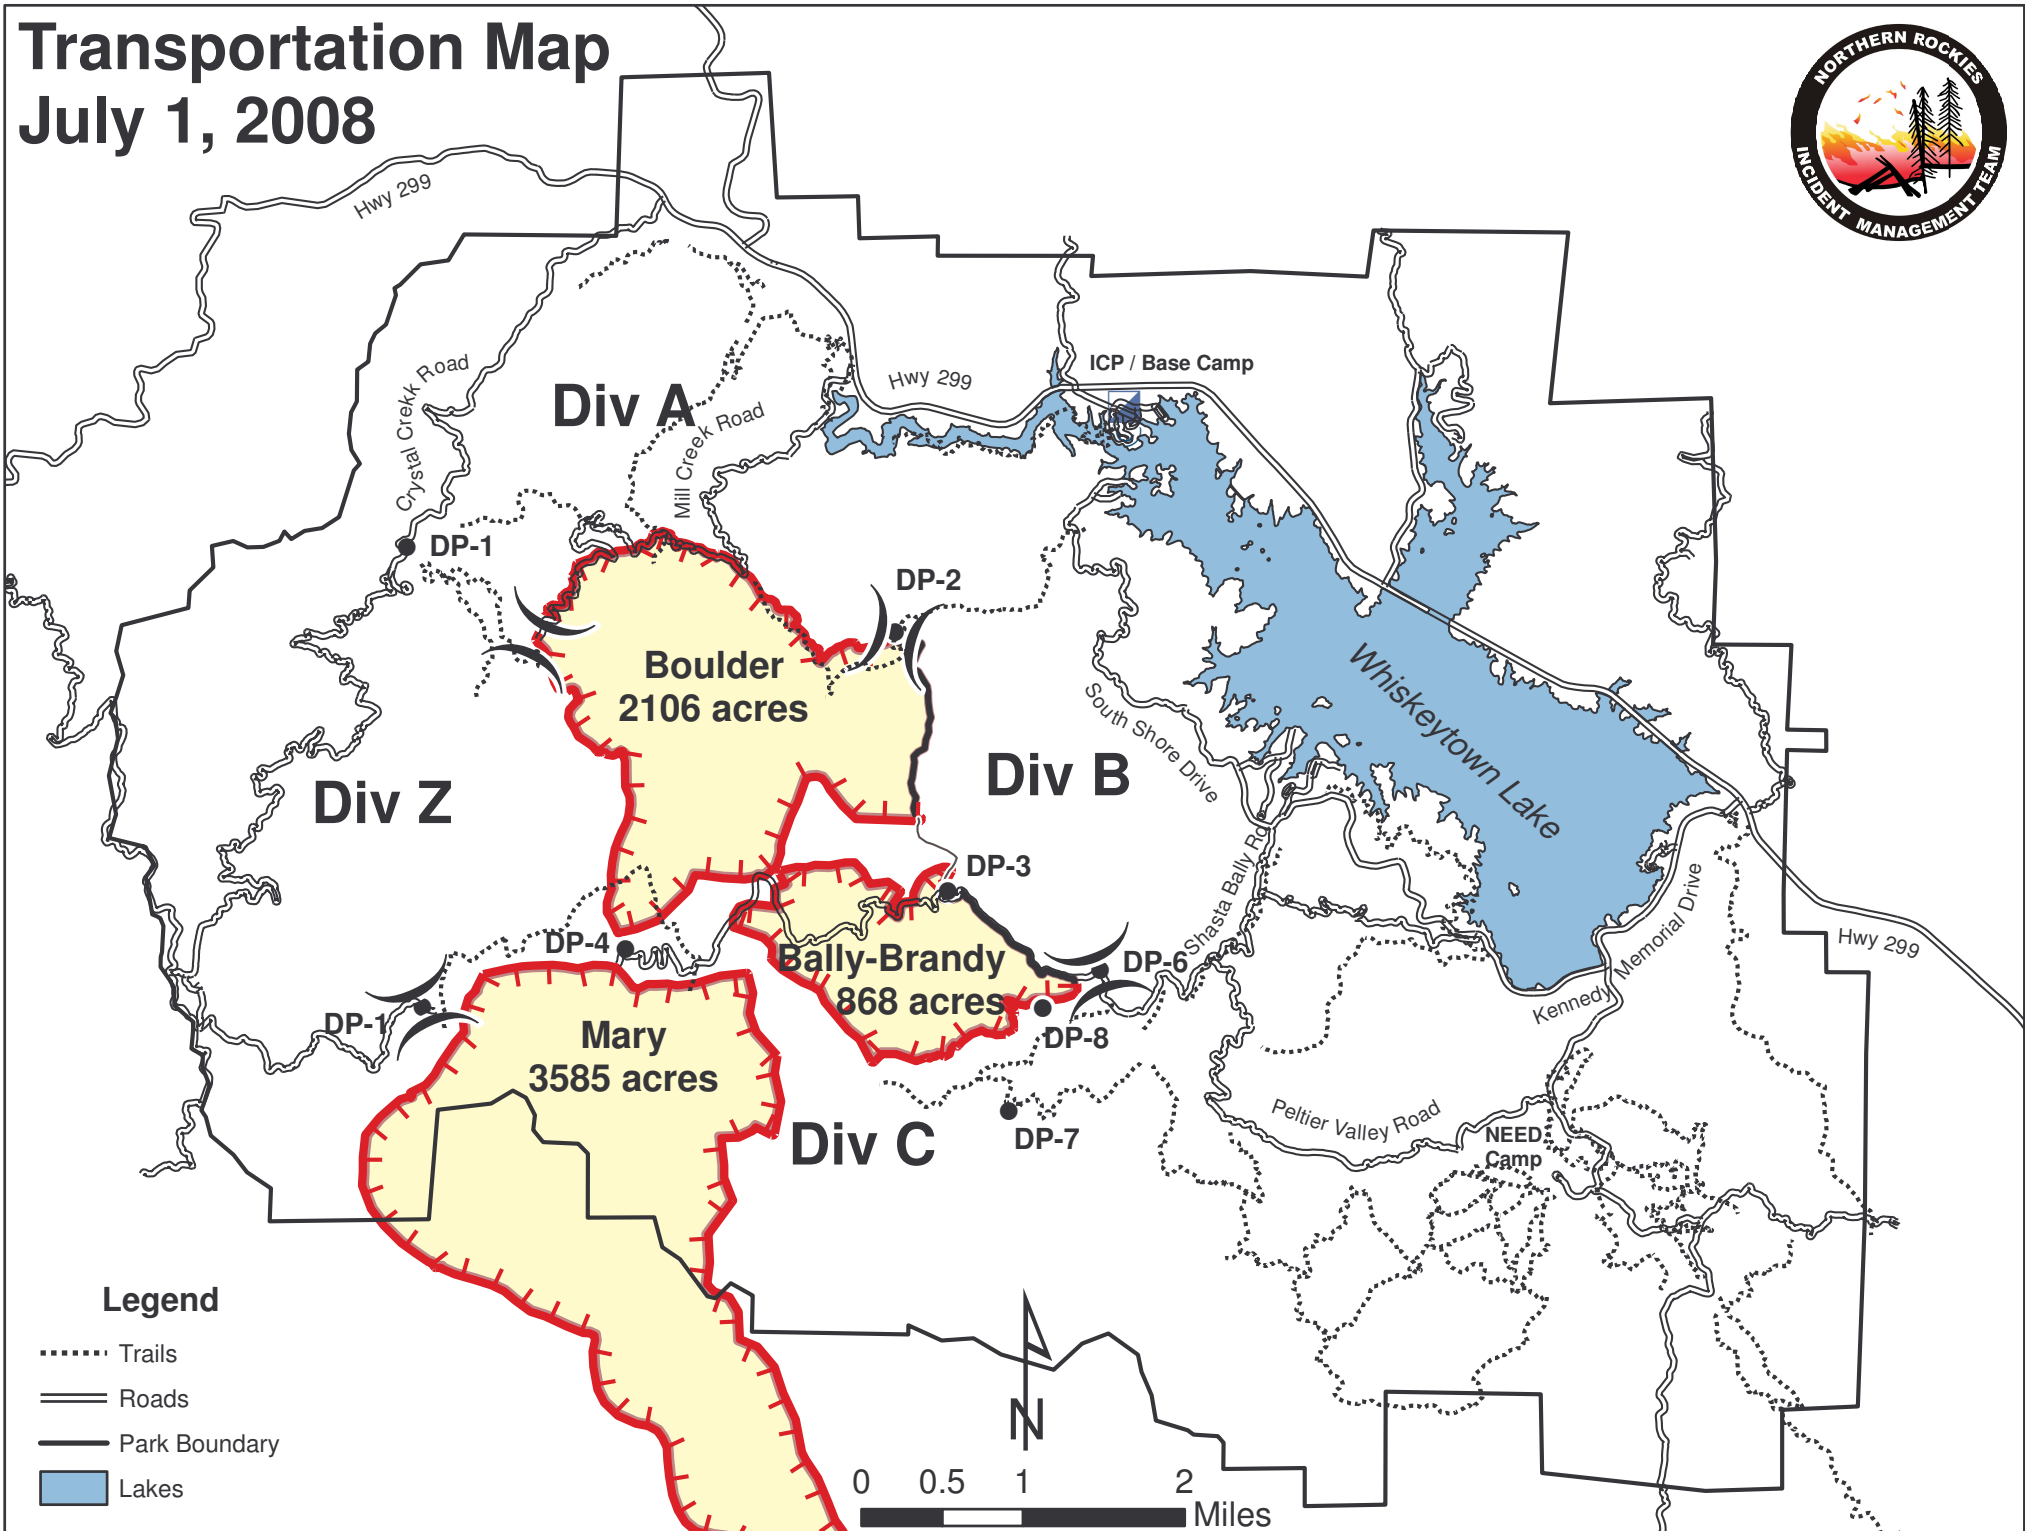 Transportation Map
July 1, 2008
NORTHERN ROCKIES
INCIDENT MANAGEMENT TEAM
Hwy 299
Crystal Creek Road
Div A
Mill Creek Road
Hwy 299
ICP / Base Camp
DP-1
DP-2
Boulder
2106 acres
Whiskeytown Lake
South Shore Drive
Div Z
Div B
DP-3
Shasta Bally Rd
Kennedy Memorial Drive
Hwy 299
DP-4
Bally-Brandy
868 acres
DP-6
DP-1
DP-8
Mary
3585 acres
Div C
DP-7
Peltier Valley Road
NEED
Camp
Legend
Trails
Roads
Park Boundary
Lakes
N
0 0.5 1 2
Miles